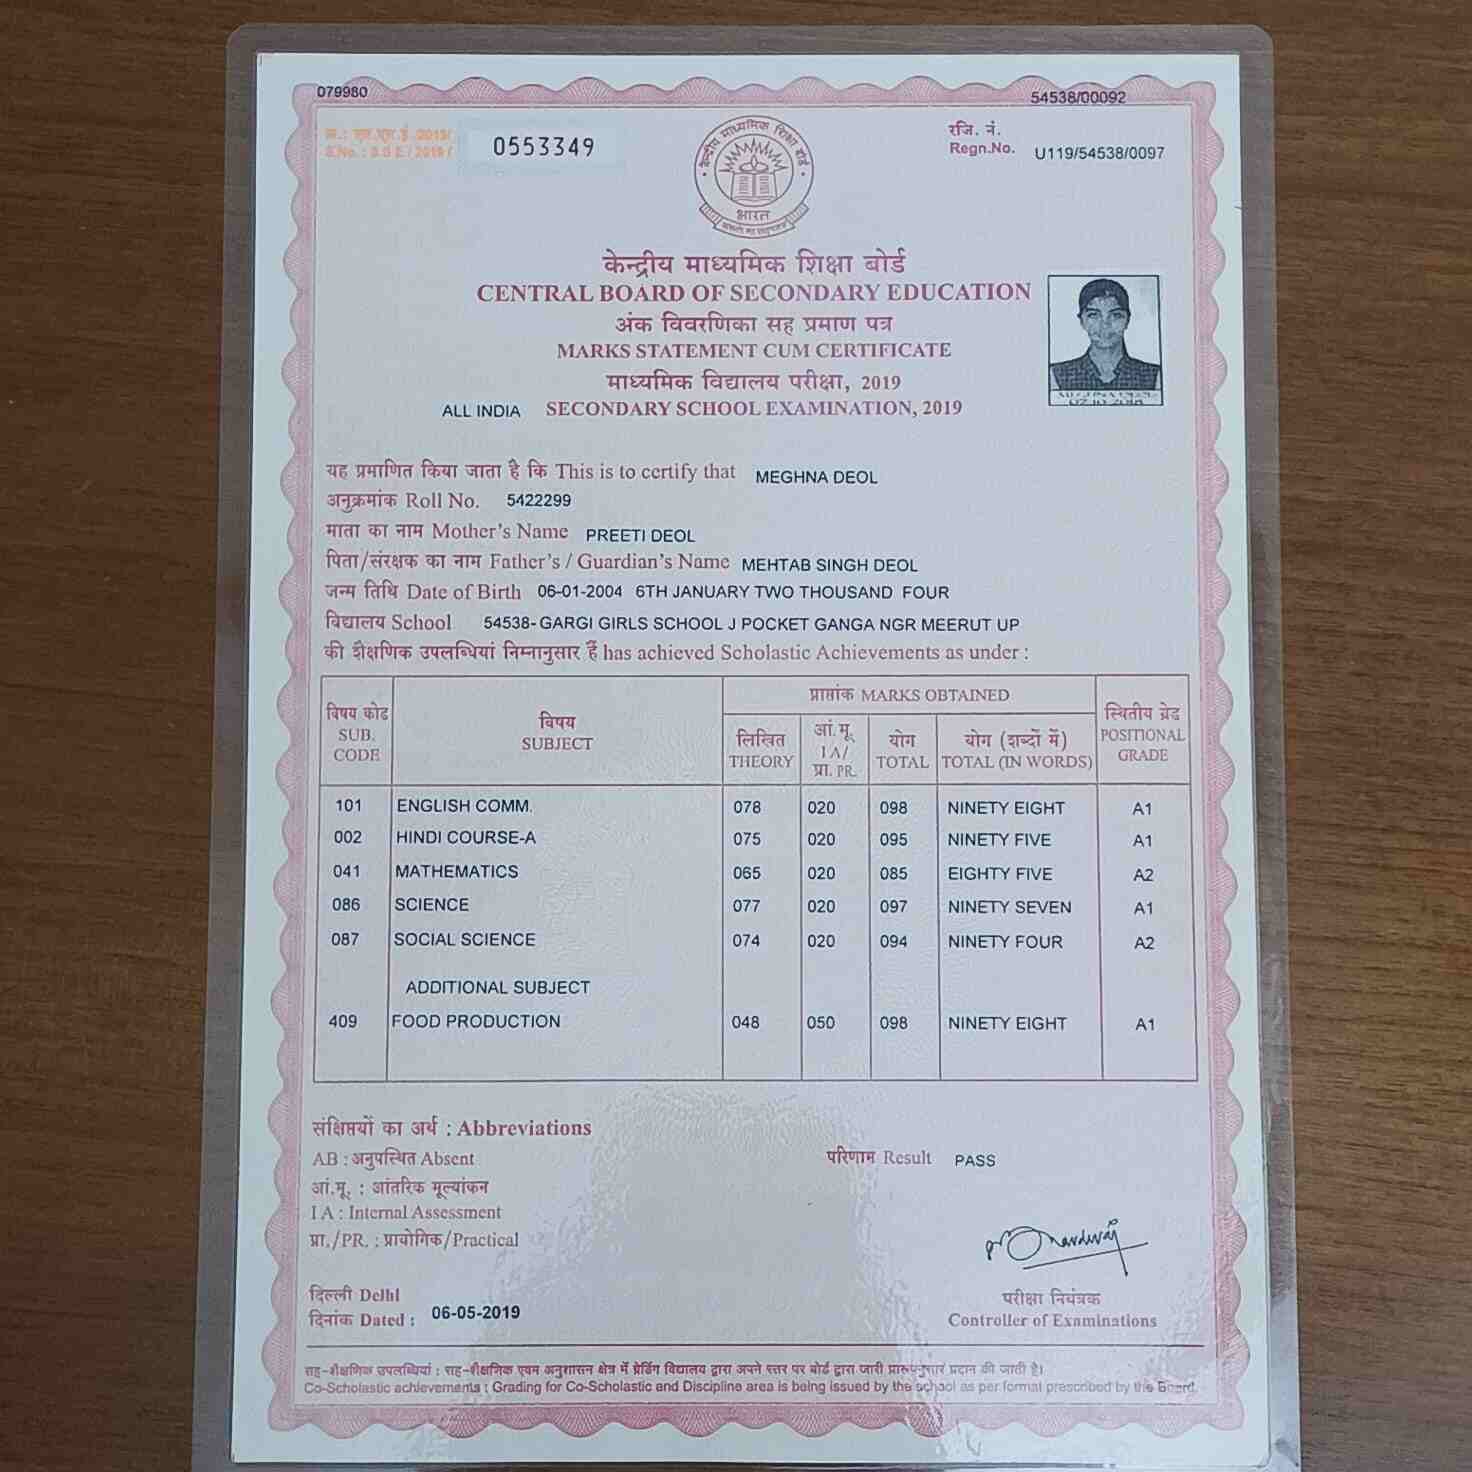 079980
54538/00092
0553349
रजि. नं.
Regn.No. U119/54538/0097
केन्द्रीय माध्यमिक शिक्षा बोर्ड
भारत
केन्द्रीय माध्यमिक शिक्षा बोर्ड
CENTRAL BOARD OF SECONDARY EDUCATION
अंक विवरणिका सह प्रमाण पत्र
MARKS STATEMENT CUM CERTIFICATE
माध्यमिक विद्यालय परीक्षा, 2019
ALL INDIA SECONDARY SCHOOL EXAMINATION, 2019
यह प्रमाणित किया जाता है कि This is to certify that MEGHNA DEOL
अनुक्रमांक Roll No. 5422299
माता का नाम Mother's Name PREETI DEOL
पिता/संरक्षक का नाम Father's / Guardian's Name MEHTAB SINGH DEOL
जन्म तिथि Date of Birth 06-01-2004 6TH JANUARY TWO THOUSAND FOUR
विद्यालय School 54538- GARGI GIRLS SCHOOL J POCKET GANGA NGR MEERUT UP
की शैक्षणिक उपलब्धियां निम्नानुसार हैं has achieved Scholastic Achievements as under :
विषय कोड SUB. CODE
विषय SUBJECT
प्राप्तांक MARKS OBTAINED
लिखित THEORY
आं.मू. I A/ प्रा. PR.
योग TOTAL
योग (शब्दों में) TOTAL (IN WORDS)
स्थितीय ग्रेड POSITIONAL GRADE
101 ENGLISH COMM. 078 020 098 NINETY EIGHT A1
002 HINDI COURSE-A 075 020 095 NINETY FIVE A1
041 MATHEMATICS 065 020 085 EIGHTY FIVE A2
086 SCIENCE 077 020 097 NINETY SEVEN A1
087 SOCIAL SCIENCE 074 020 094 NINETY FOUR A2
ADDITIONAL SUBJECT
409 FOOD PRODUCTION 048 050 098 NINETY EIGHT A1
संक्षिप्तियों का अर्थ : Abbreviations
AB : अनुपस्थित Absent
परिणाम Result PASS
आं.मू. : आंतरिक मूल्यांकन
I A : Internal Assessment
प्रा./PR. : प्रायोगिक/Practical
दिल्ली Delhi
दिनांक Dated : 06-05-2019
परीक्षा नियंत्रक
Controller of Examinations
सह-शैक्षणिक उपलब्धियां : सह-शैक्षणिक एवम अनुशासन क्षेत्र में ग्रेडिंग विद्यालय द्वारा अपने स्तर पर बोर्ड द्वारा जारी प्रारूपनुसार प्रदान की जाती है।
Co-Scholastic achievements : Grading for Co-Scholastic and Discipline area is being issued by the school as per format prescribed by the Board.